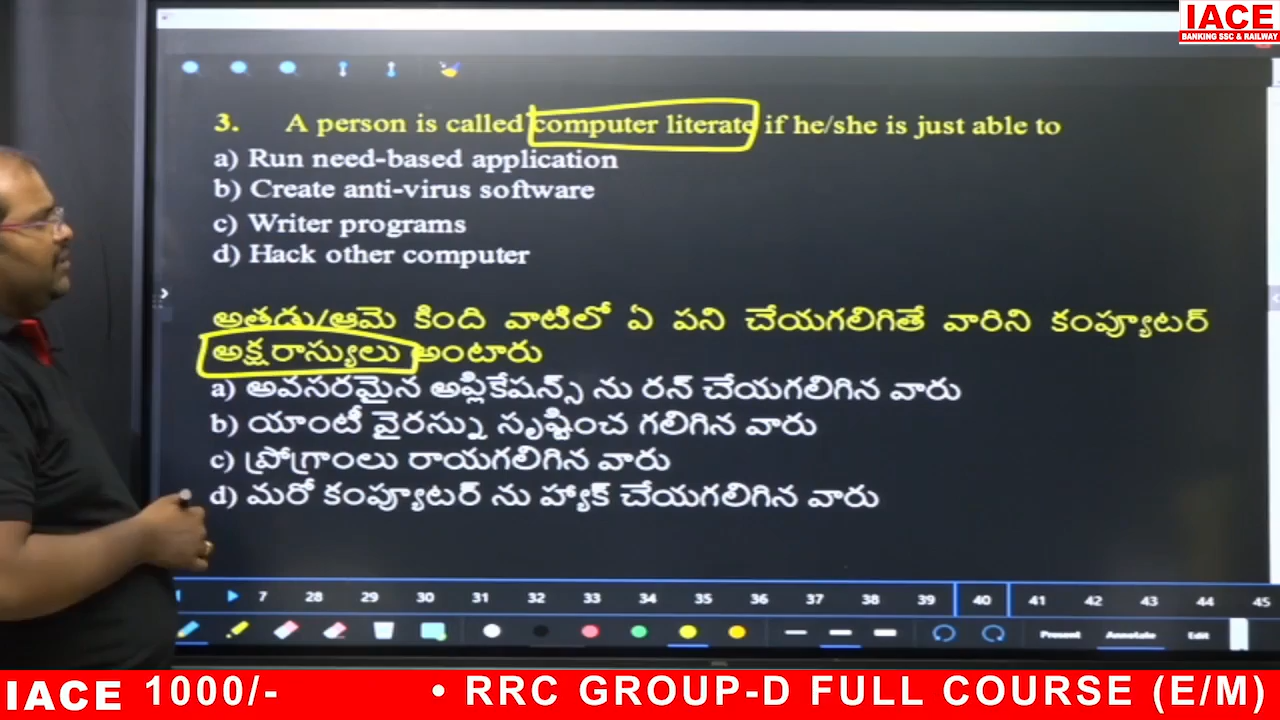 IACE
BANKING SSC & RAILWAY
3. A person is called computer literate if he/she is just able to
a) Run need-based application
b) Create anti-virus software
c) Writer programs
d) Hack other computer
అతడు/ఆమె కింది వాటిలో ఏ పని చేయగలిగితే వారిని కంప్యూటర్
అక్షరాస్యులు అంటారు
a) అవసరమైన అప్లికేషన్స్ ను రన్ చేయగలిగిన వారు
b) యాంటీ వైరస్ను సృష్టించ గలిగిన వారు
c) ప్రోగ్రాంలు రాయగలిగిన వారు
d) మరో కంప్యూటర్ ను హ్యాక్ చేయగలిగిన వారు
7 28 29 30 31 32 33 34 35 36 37 38 39 40 41 42 43 44 45
Present Annotate Edit
IACE 1000/- • RRC GROUP-D FULL COURSE (E/M)